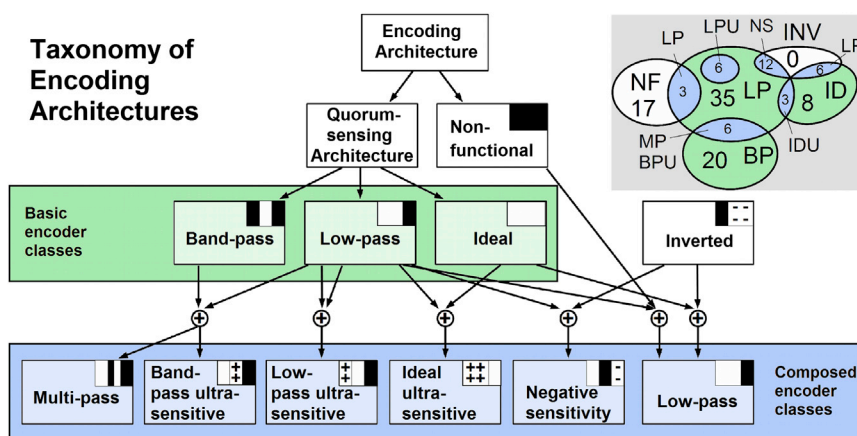 Taxonomy of
Encoding
Architectures
Encoding
Architecture
Quorum-
sensing
Architecture
Non-
functional
LP
LPU
NS
INV
LP
NF
17
3
6
35
LP
12
0
6
ID
8
3
MP
BPU
6
20
BP
IDU
Basic
encoder
classes
Band-pass
Low-pass
Ideal
Inverted
- -
- -
+
+
+
+
+
+
Multi-pass
Band-
pass ultra-
sensitive
+
+
Low-
pass ultra-
sensitive
+
+
Ideal
ultra-
sensitive
++
++
Negative
sensitivity
-
-
Low-pass
Composed
encoder
classes